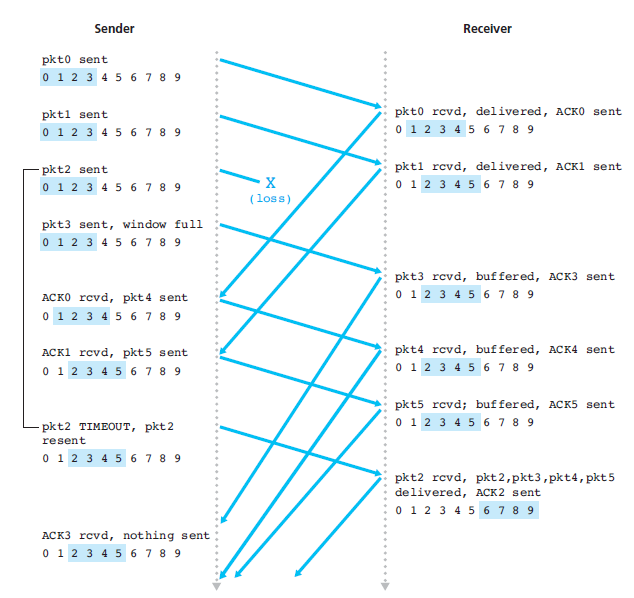 Sender
Receiver
pkt0 sent
0 1 2 3 4 5 6 7 8 9
pkt0 rcvd, delivered, ACK0 sent
0 1 2 3 4 5 6 7 8 9
pkt1 sent
0 1 2 3 4 5 6 7 8 9
pkt1 rcvd, delivered, ACK1 sent
0 1 2 3 4 5 6 7 8 9
pkt2 sent
0 1 2 3 4 5 6 7 8 9
X
(loss)
pkt3 sent, window full
0 1 2 3 4 5 6 7 8 9
pkt3 rcvd, buffered, ACK3 sent
0 1 2 3 4 5 6 7 8 9
ACK0 rcvd, pkt4 sent
0 1 2 3 4 5 6 7 8 9
pkt4 rcvd, buffered, ACK4 sent
0 1 2 3 4 5 6 7 8 9
ACK1 rcvd, pkt5 sent
0 1 2 3 4 5 6 7 8 9
pkt5 rcvd; buffered, ACK5 sent
0 1 2 3 4 5 6 7 8 9
pkt2 TIMEOUT, pkt2
resent
0 1 2 3 4 5 6 7 8 9
pkt2 rcvd, pkt2,pkt3,pkt4,pkt5
delivered, ACK2 sent
0 1 2 3 4 5 6 7 8 9
ACK3 rcvd, nothing sent
0 1 2 3 4 5 6 7 8 9